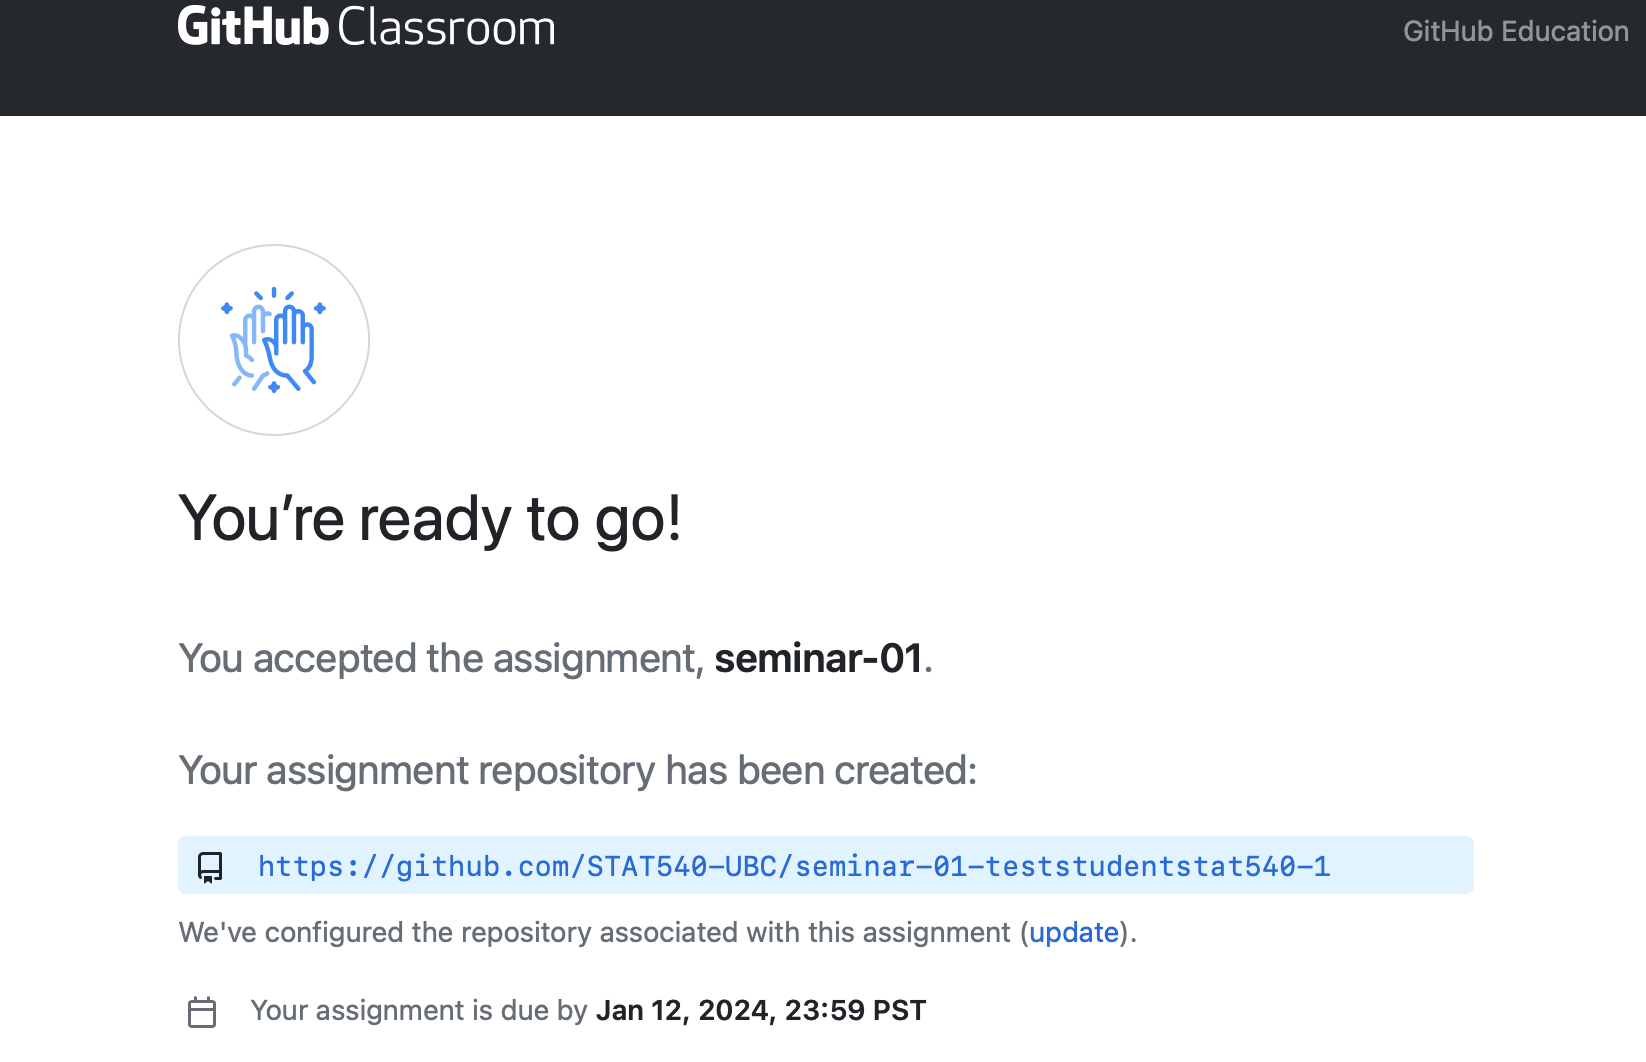 GitHub Classroom
GitHub Education
You’re ready to go!
You accepted the assignment, seminar-01.
Your assignment repository has been created:
https://github.com/STAT540-UBC/seminar-01-teststudentstat540-1
We've configured the repository associated with this assignment (update).
Your assignment is due by Jan 12, 2024, 23:59 PST